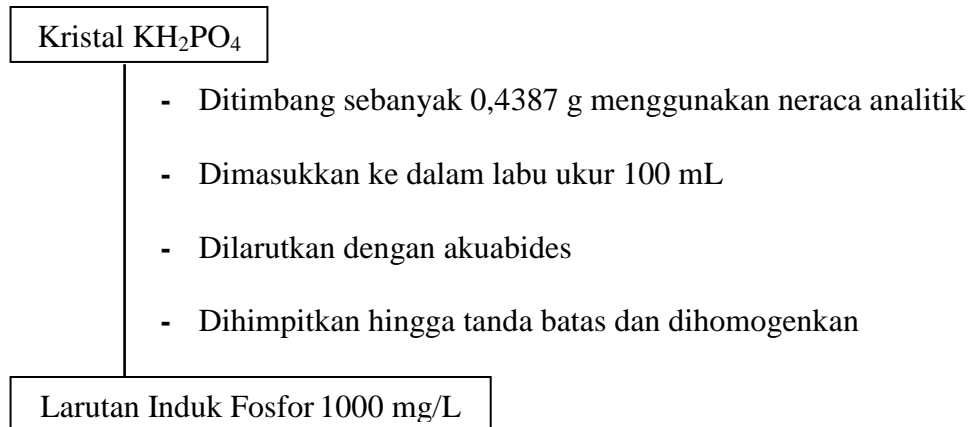 Kristal KH₂PO₄
- Ditimbang sebanyak 0,4387 g menggunakan neraca analitik
- Dimasukkan ke dalam labu ukur 100 mL
- Dilarutkan dengan akuabides
- Dihimpitkan hingga tanda batas dan dihomogenkan
Larutan Induk Fosfor 1000 mg/L